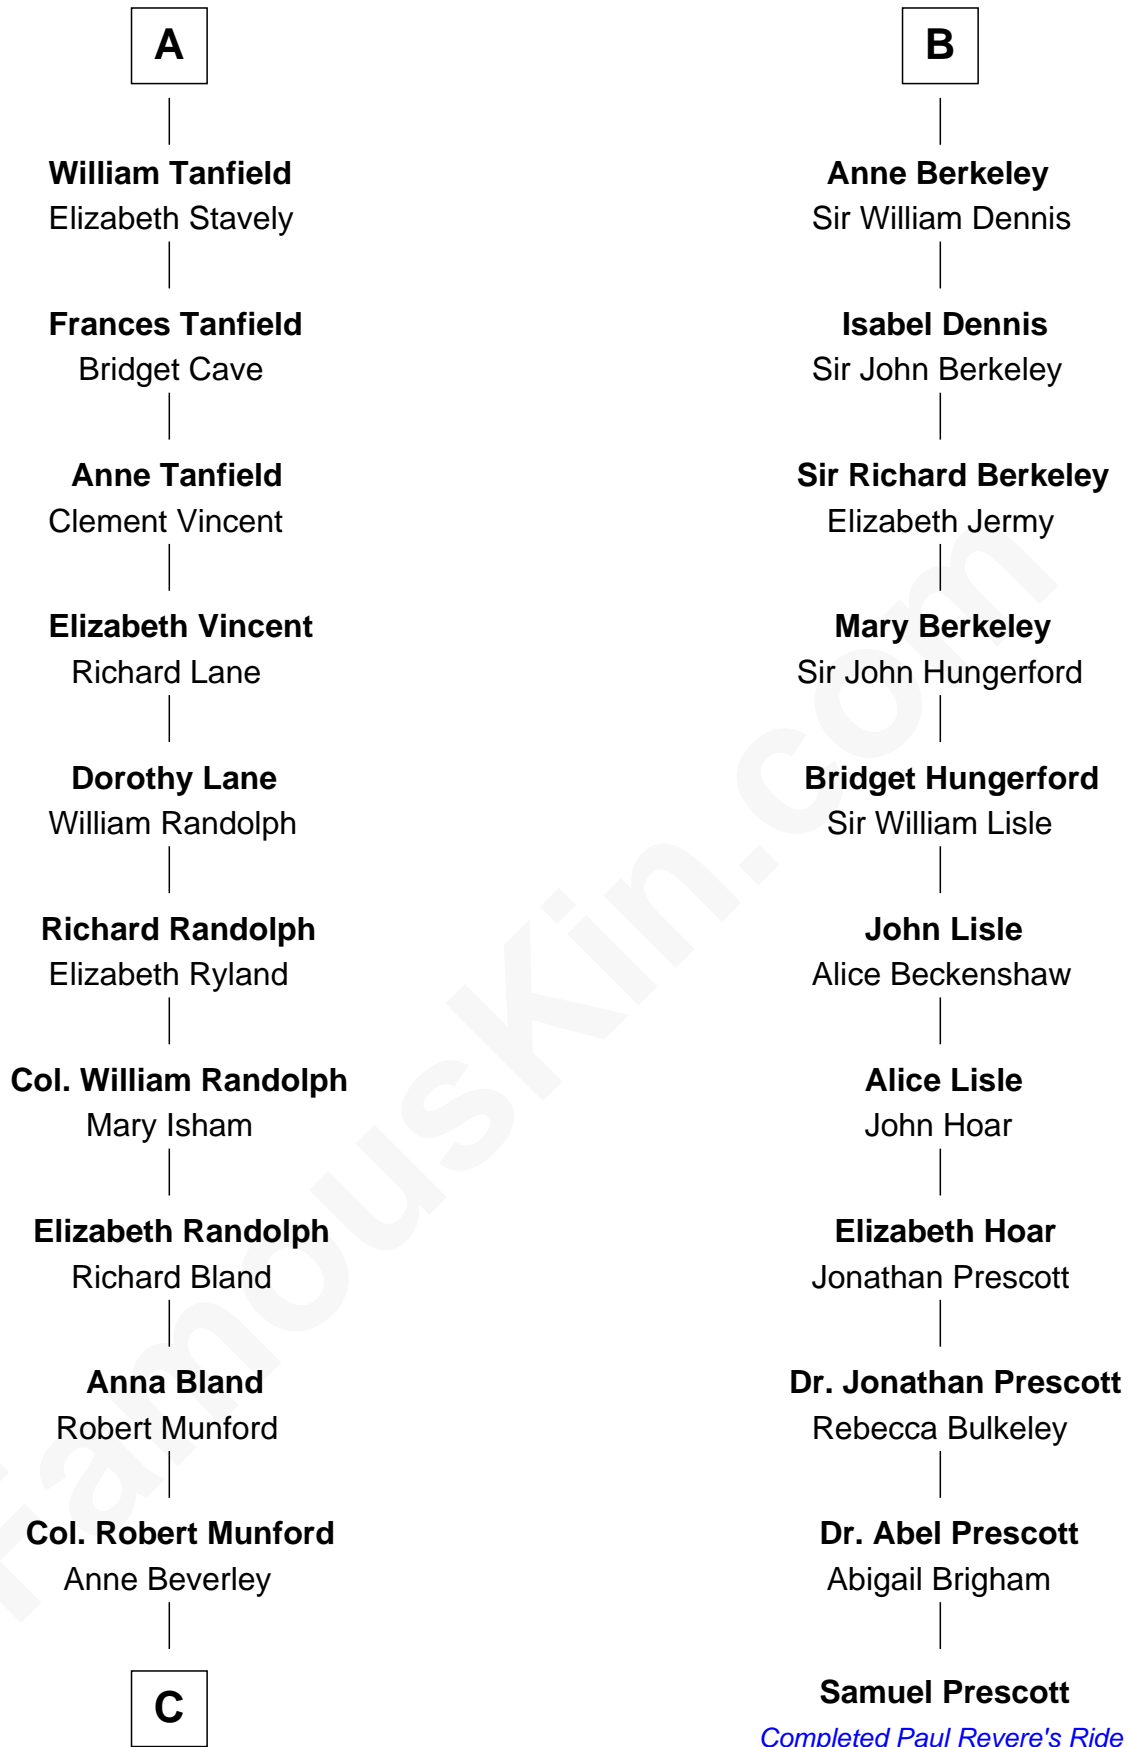 A
William Tanfield
Elizabeth Stavely
Frances Tanfield
Bridget Cave
Anne Tanfield
Clement Vincent
Elizabeth Vincent
Richard Lane
Dorothy Lane
William Randolph
Richard Randolph
Elizabeth Ryland
Col. William Randolph
Mary Isham
Elizabeth Randolph
Richard Bland
Anna Bland
Robert Munford
Col. Robert Munford
Anne Beverley
C
B
Anne Berkeley
Sir William Dennis
Isabel Dennis
Sir John Berkeley
Sir Richard Berkeley
Elizabeth Jermy
Mary Berkeley
Sir John Hungerford
Bridget Hungerford
Sir William Lisle
John Lisle
Alice Beckenshaw
Alice Lisle
John Hoar
Elizabeth Hoar
Jonathan Prescott
Dr. Jonathan Prescott
Rebecca Bulkeley
Dr. Abel Prescott
Abigail Brigham
Samuel Prescott
Completed Paul Revere's Ride
FamousKin.com